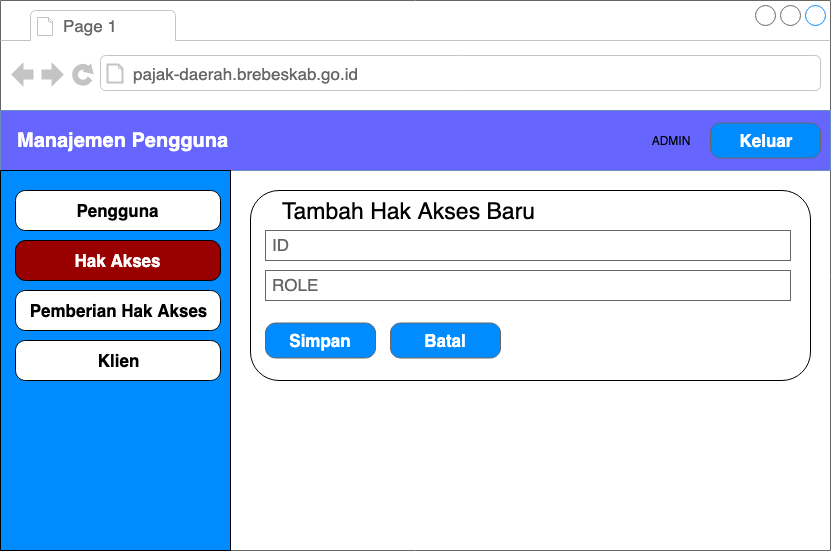 Page 1
pajak-daerah.brebeskab.go.id
Manajemen Pengguna
ADMIN
Keluar
Pengguna
Hak Akses
Pemberian Hak Akses
Klien
Tambah Hak Akses Baru
ID
ROLE
Simpan
Batal